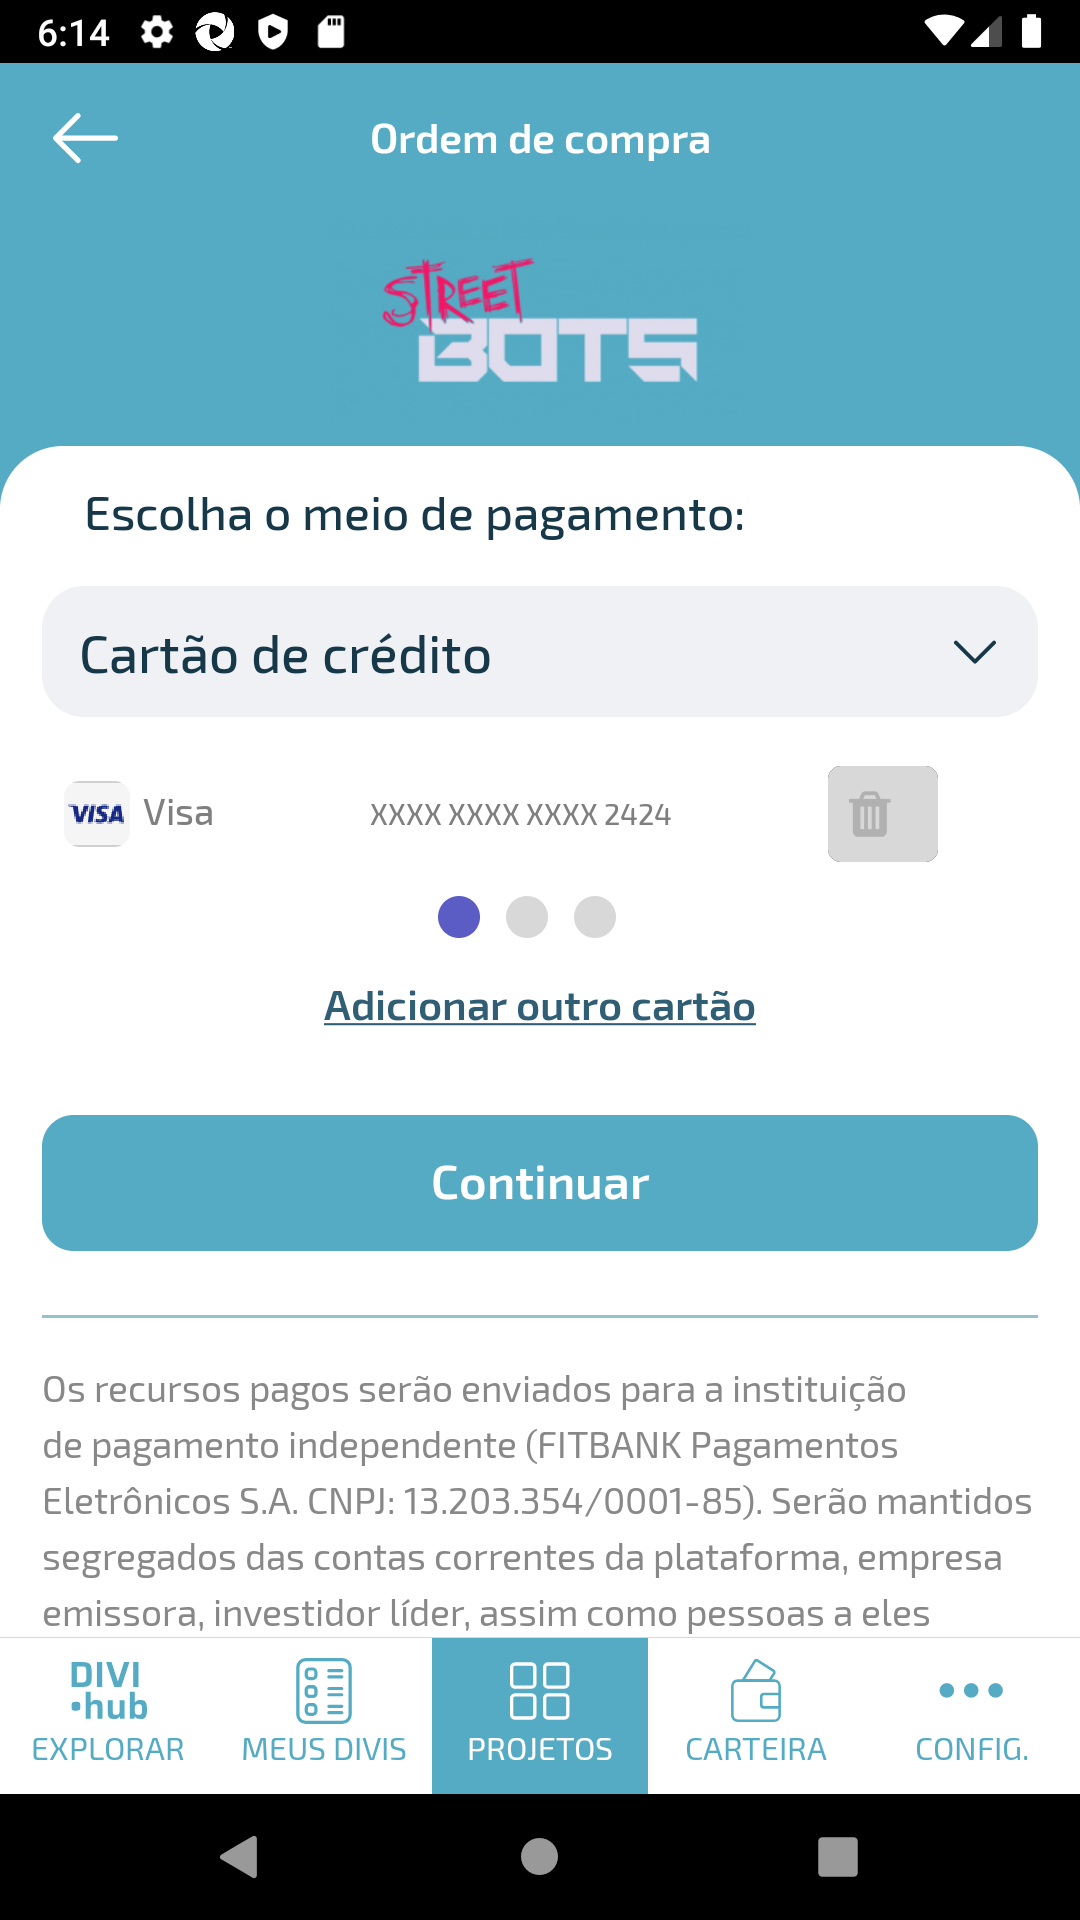 6:14
Ordem de compra
STREET
BOTS
Escolha o meio de pagamento:
Cartão de crédito
VISA Visa XXXX XXXX XXXX 2424
Adicionar outro cartão
Continuar
Os recursos pagos serão enviados para a instituição
de pagamento independente (FITBANK Pagamentos
Eletrônicos S.A. CNPJ: 13.203.354/0001-85). Serão mantidos
segregados das contas correntes da plataforma, empresa
emissora, investidor líder, assim como pessoas a eles
DIVI
·hub
EXPLORAR MEUS DIVIS PROJETOS CARTEIRA CONFIG.